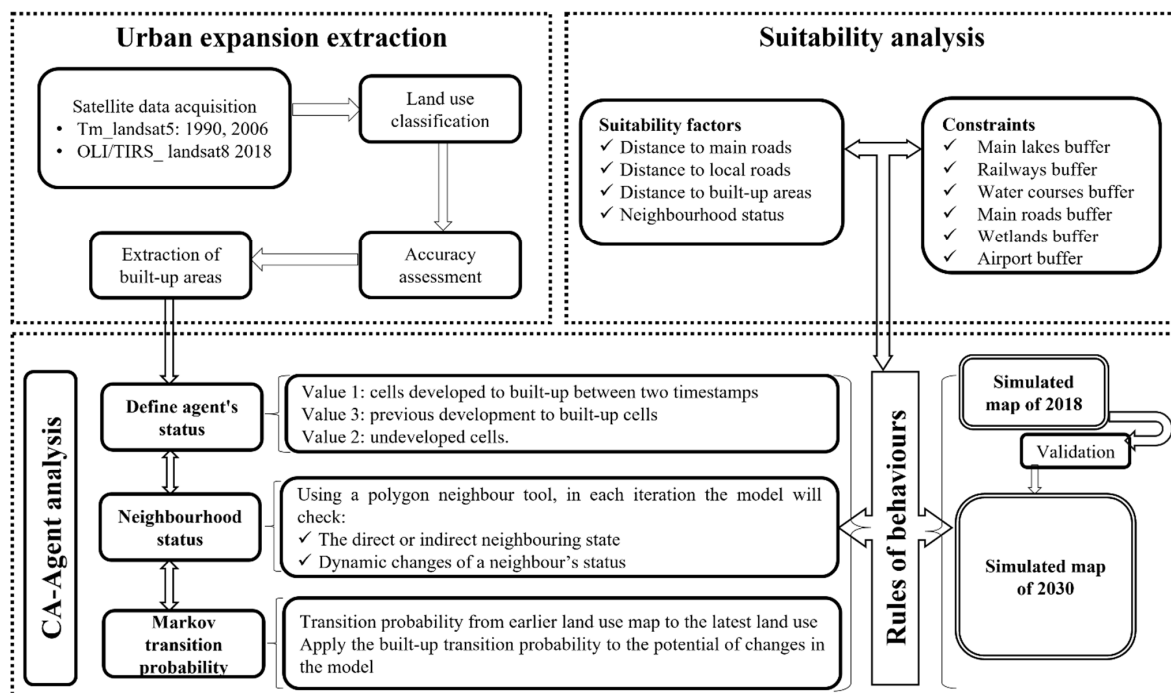 Urban expansion extraction
Satellite data acquisition
• Tm_landsat5: 1990, 2006
• OLI/TIRS_ landsat8 2018
Land use
classification
Accuracy
assessment
Extraction of
built-up areas
Suitability analysis
Suitability factors
✓ Distance to main roads
✓ Distance to local roads
✓ Distance to built-up areas
✓ Neighbourhood status
Constraints
✓ Main lakes buffer
✓ Railways buffer
✓ Water courses buffer
✓ Main roads buffer
✓ Wetlands buffer
✓ Airport buffer
CA-Agent analysis
Define agent's
status
Value 1: cells developed to built-up between two timestamps
Value 3: previous development to built-up cells
Value 2: undeveloped cells.
Neighbourhood
status
Using a polygon neighbour tool, in each iteration the model will
check:
✓ The direct or indirect neighbouring state
✓ Dynamic changes of a neighbour’s status
Markov
transition
probability
Transition probability from earlier land use map to the latest land use
Apply the built-up transition probability to the potential of changes in
the model
Rules of behaviours
Simulated
map of 2018
Validation
Simulated map
of 2030